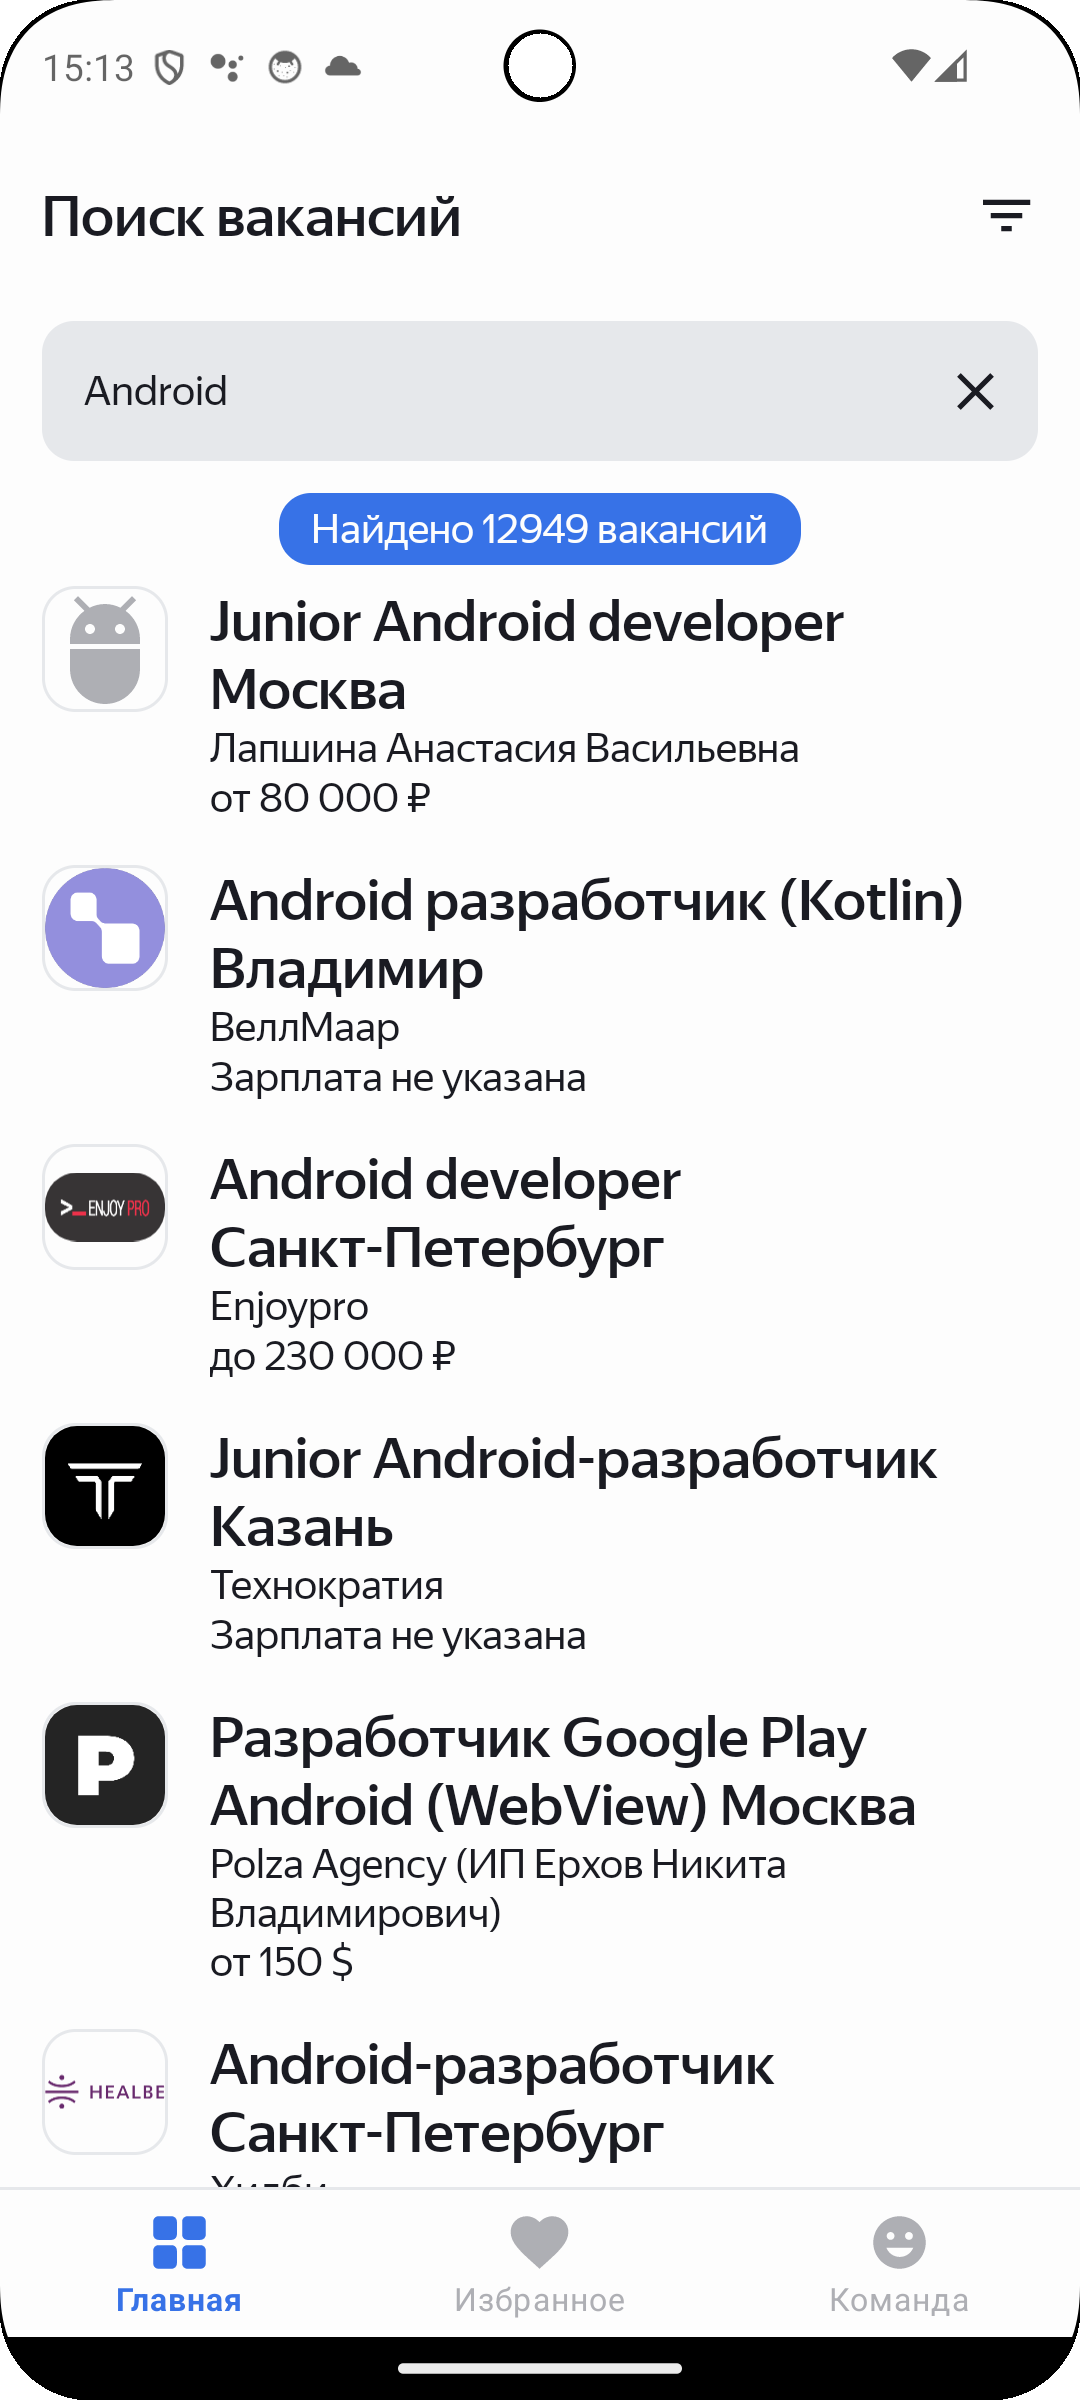 15:13
Поиск вакансий
Android
Найдено 12949 вакансий
Junior Android developer
Москва
Лапшина Анастасия Васильевна
от 80 000 ₽
Android разработчик (Kotlin)
Владимир
ВеллМаар
Зарплата не указана
>_ ENJOY PRO
Android developer
Санкт-Петербург
Enjoypro
до 230 000 ₽
Junior Android-разработчик
Казань
Технократия
Зарплата не указана
P
Разработчик Google Play
Android (WebView) Москва
Polza Agency (ИП Ерхов Никита
Владимирович)
от 150 $
HEALBE
Android-разработчик
Санкт-Петербург
Хилби
Главная
Избранное
Команда